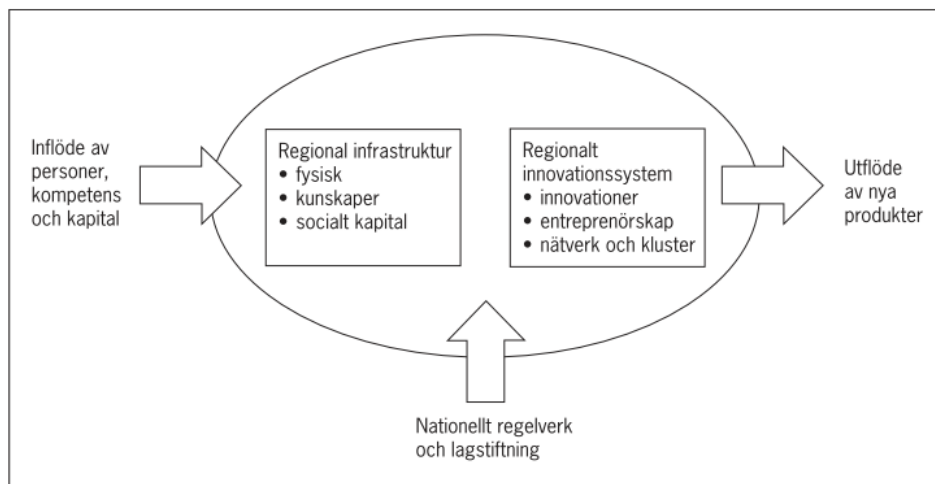 Inflöde av
personer,
kompetens
och kapital
Regional infrastruktur
• fysisk
• kunskaper
• socialt kapital
Regionalt
innovationssystem
• innovationer
• entreprenörskap
• nätverk och kluster
Utflöde
av nya
produkter
Nationellt regelverk
och lagstiftning